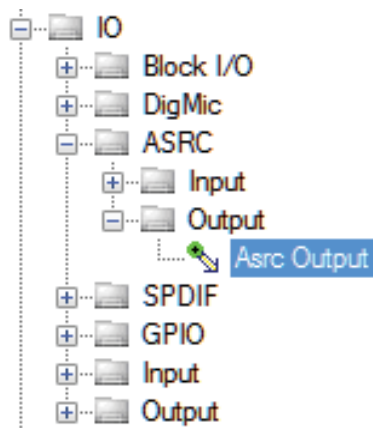 IO
Block I/O
DigMic
ASRC
Input
Output
Asrc Output
SPDIF
GPIO
Input
Output